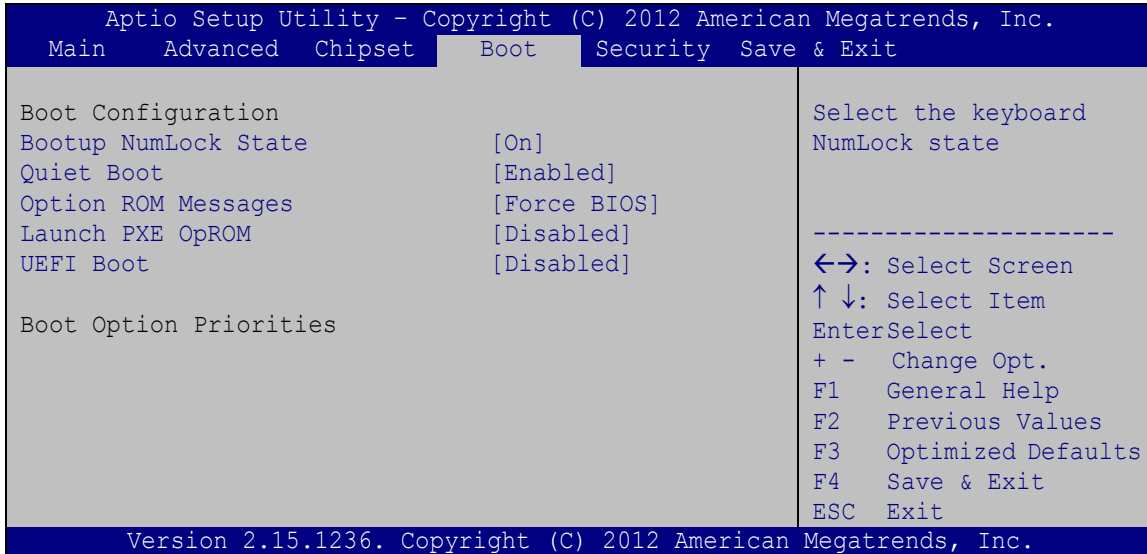 Aptio Setup Utility – Copyright (C) 2012 American Megatrends, Inc.
Main Advanced Chipset Boot Security Save & Exit
Boot Configuration
Bootup NumLock State [On]
Quiet Boot [Enabled]
Option ROM Messages [Force BIOS]
Launch PXE OpROM [Disabled]
UEFI Boot [Disabled]
Boot Option Priorities
Select the keyboard
NumLock state
---------------------
←→: Select Screen
↑ ↓: Select Item
EnterSelect
+ - Change Opt.
F1 General Help
F2 Previous Values
F3 Optimized Defaults
F4 Save & Exit
ESC Exit
Version 2.15.1236. Copyright (C) 2012 American Megatrends, Inc.